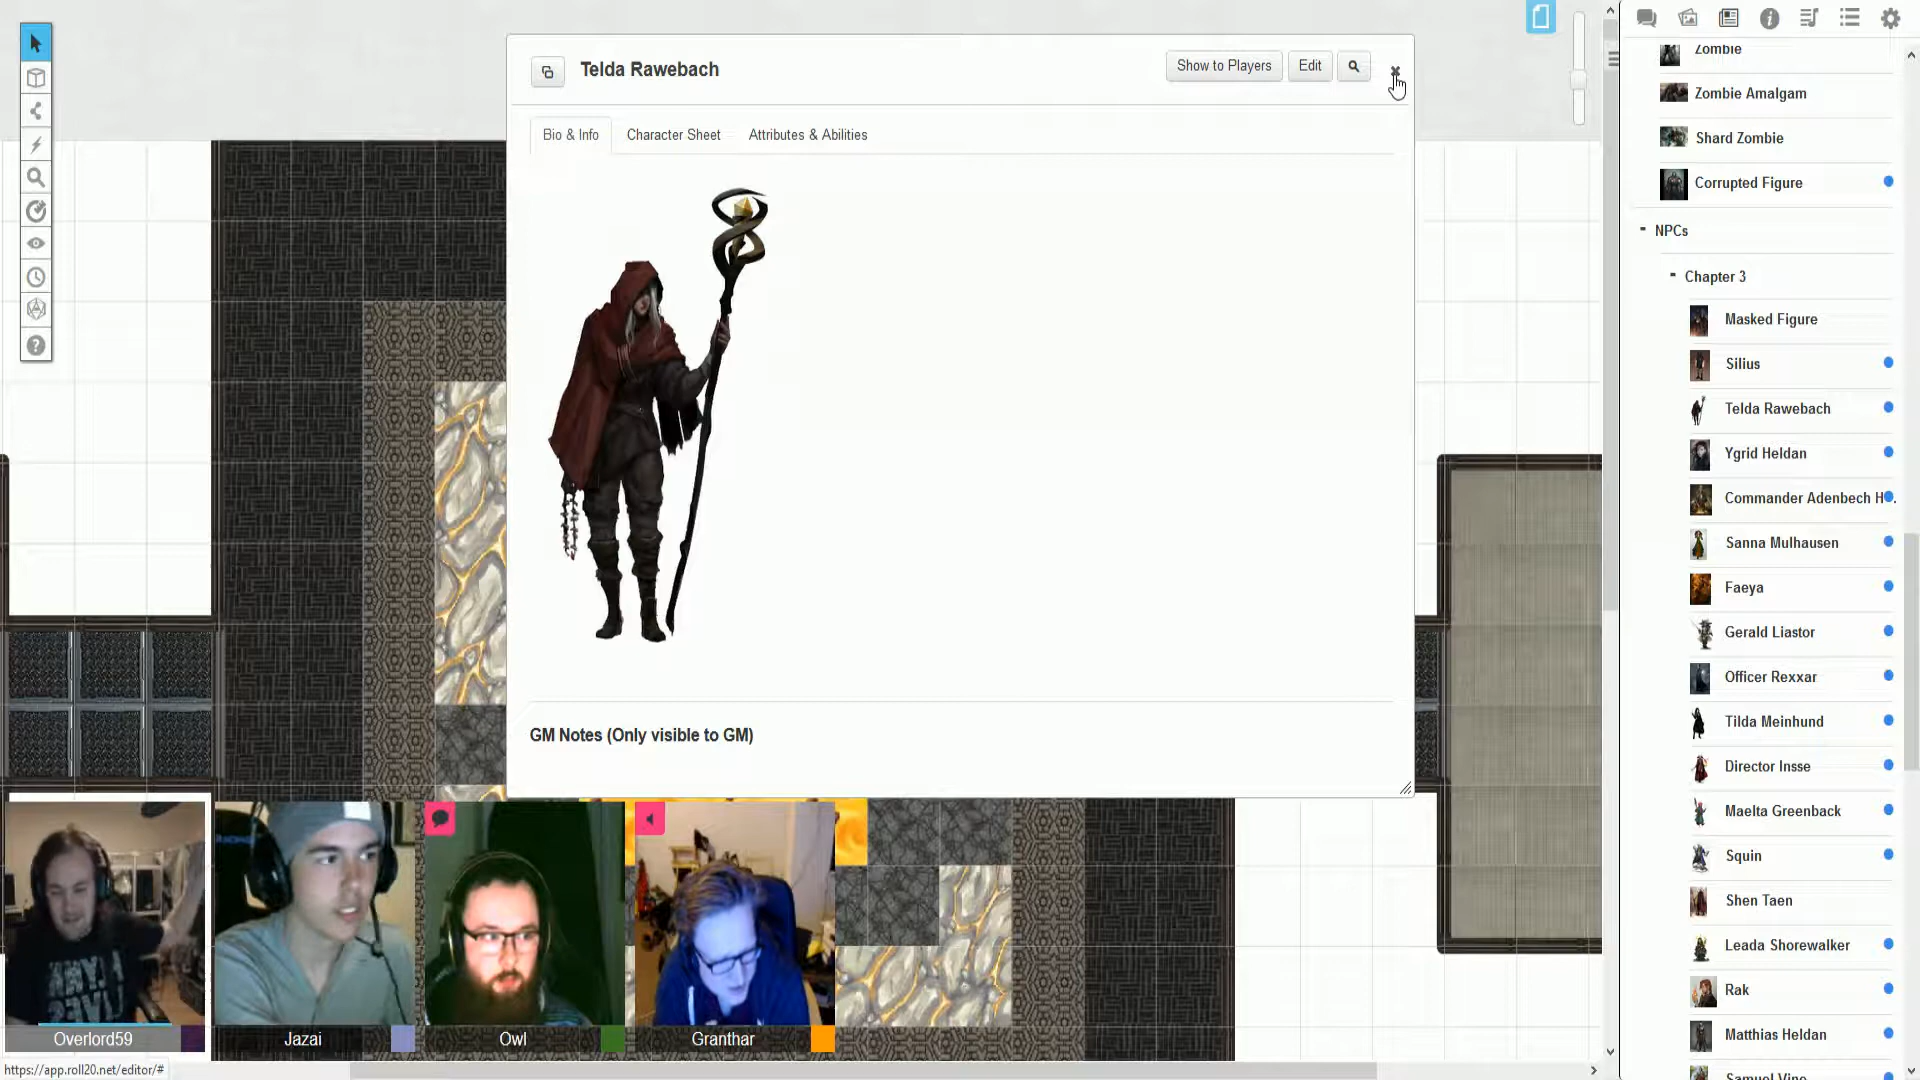 Telda Rawebach
Show to Players
Edit
Bio & Info
Character Sheet
Attributes & Abilities
GM Notes (Only visible to GM)
Zombie
Zombie Amalgam
Shard Zombie
Corrupted Figure
NPCs
Chapter 3
Masked Figure
Silius
Telda Rawebach
Ygrid Heldan
Commander Adenbech H
Sanna Mulhausen
Faeya
Gerald Liastor
Officer Rexxar
Tilda Meinhund
Director Insse
Maelta Greenback
Squin
Shen Taen
Leada Shorewalker
Rak
Matthias Heldan
Samuel Vine
Overlord59
Jazai
Owl
Granthar
https://app.roll20.net/editor/#